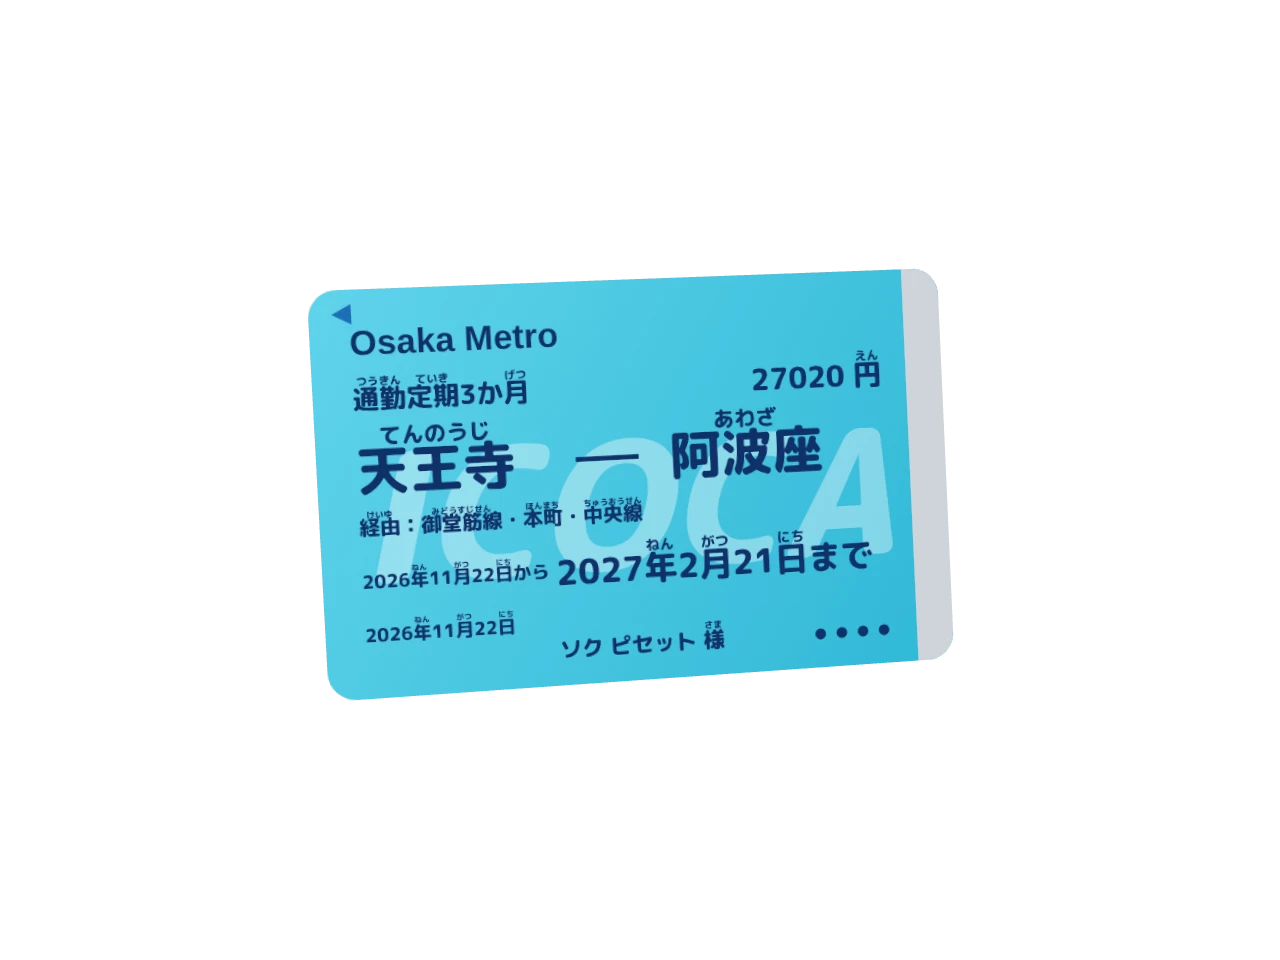 Osaka Metro
通勤定期3か月
27020 円
天王寺 — 阿波座
経由：御堂筋線・本町・中央線
2026年11月22日から 2027年2月21日まで
2026年11月22日
ソク ピセット 様
ICOCA